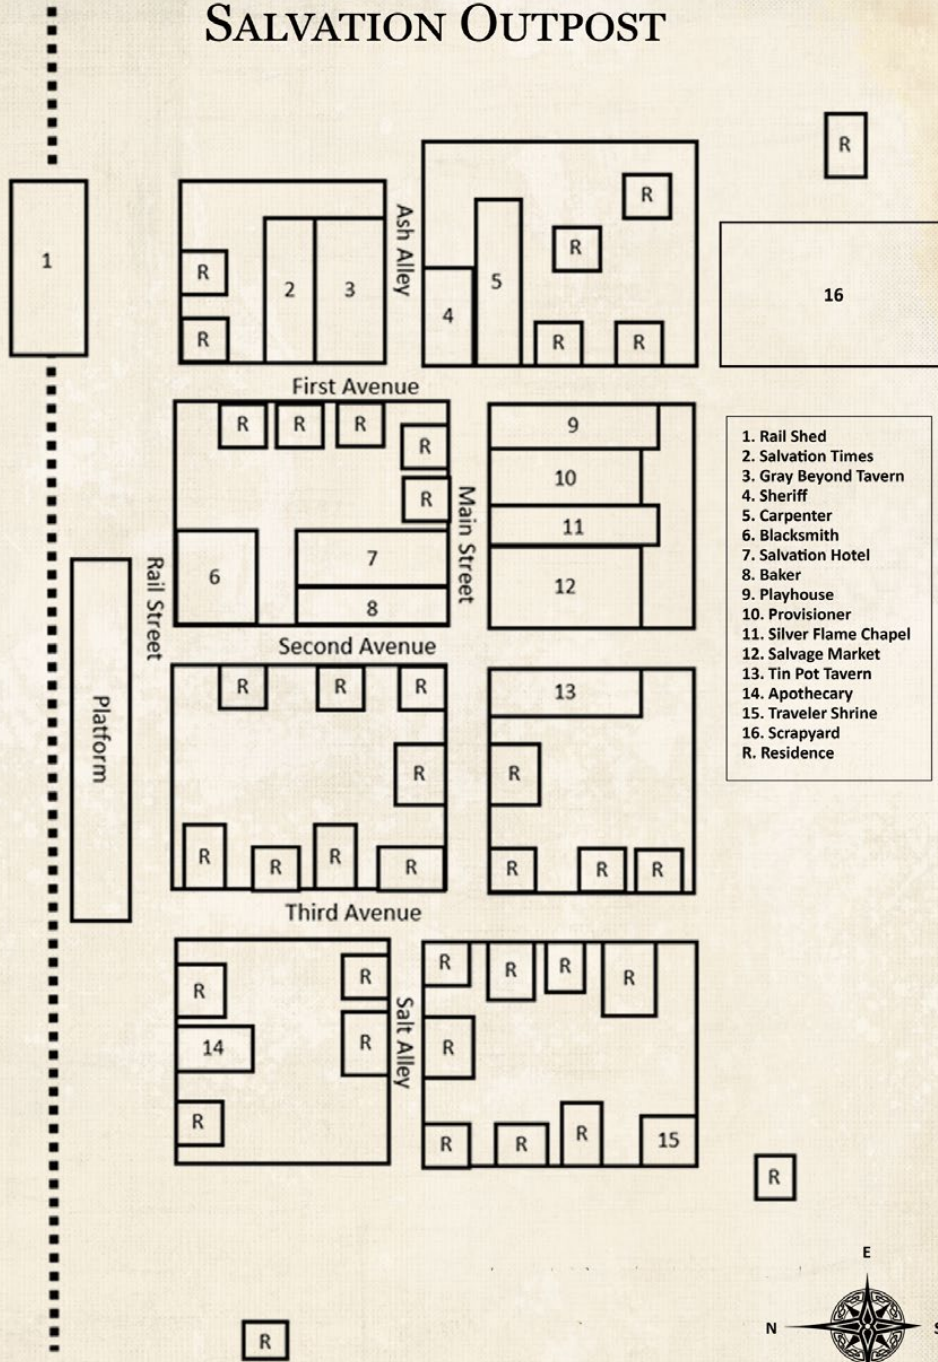 SALVATION OUTPOST
R
1
Ash Alley
R
R
R
2
3
5
16
4
R
R
R
First Avenue
R
R
R
R
R
9
10
11
12
Main Street
7
6
8
Rail Street
1. Rail Shed
2. Salvation Times
3. Gray Beyond Tavern
4. Sheriff
5. Carpenter
6. Blacksmith
7. Salvation Hotel
8. Baker
9. Playhouse
10. Provisioner
11. Silver Flame Chapel
12. Salvage Market
13. Tin Pot Tavern
14. Apothecary
15. Traveler Shrine
16. Scrapyard
R. Residence
Second Avenue
R
R
R
13
Platform
R
R
R
R
R
R
R
R
R
Third Avenue
R
R
R
R
R
R
14
R
Salt Alley
R
R
R
R
R
R
15
R
R
E
N
S